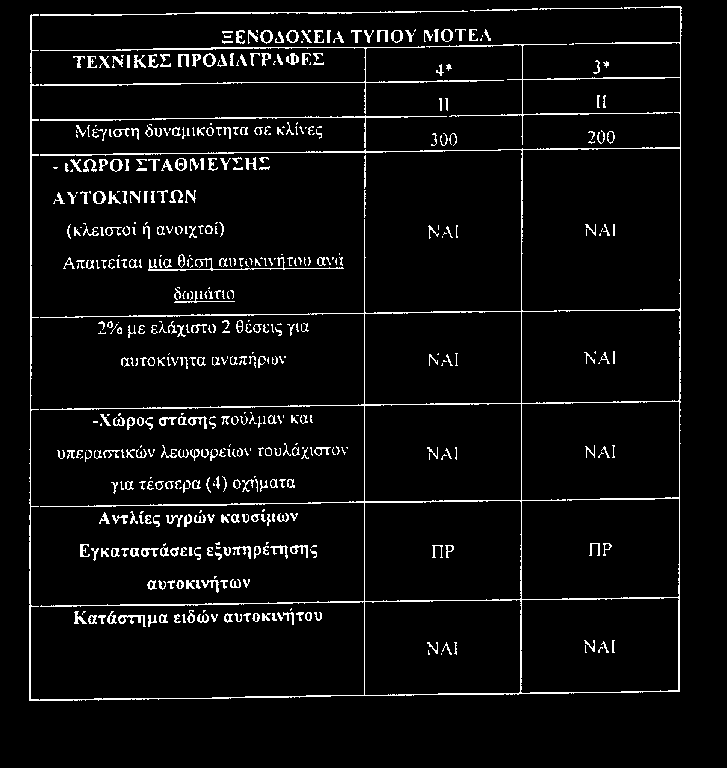 ΞΕΝΟΔΟΧΕΙΑ ΤΥΠΟΥ ΜΟΤΕΛ
ΤΕΧΝΙΚΕΣ ΠΡΟΔΙΑΓΡΑΦΕΣ 4* 3*
Π Π
Μέγιστη δυναμικότητα σε κλίνες 300 200
- ιΧΩΡΟΙ ΣΤΑΘΜΕΥΣΗΣ
ΑΥΤΟΚΙΝΗΤΩΝ
(κλειστοί ή ανοιχτοί) ΝΑΙ ΝΑΙ
Απαιτείται μία θέση αυτοκινήτου ανά
δωμάτιο
2% με ελάχιστο 2 θέσεις για
αυτοκίνητα αναπήρων ΝΑΙ ΝΑΙ
-Χώρος στάσης πούλμαν και
υπεραστικών λεωφορείων τουλάχιστον ΝΑΙ ΝΑΙ
για τέσσερα (4) οχήματα
Αντλίες υγρών καυσίμων
Εγκαταστάσεις εξυπηρέτησης ΠΡ ΠΡ
αυτοκινήτων
Κατάστημα ειδών αυτοκινήτου
ΝΑΙ ΝΑΙ